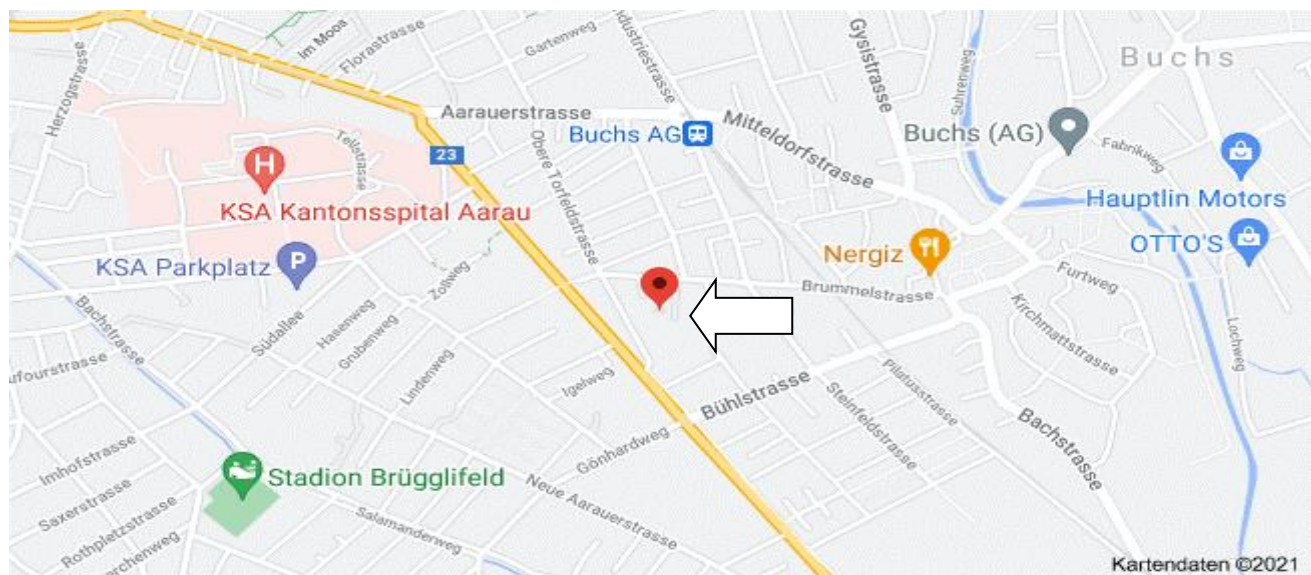 Im Moos
Florastrasse
Gartenweg
Industriestrasse
Gysistrasse
Suhrenweg
Buchs
Herzogstrasse
Aarauerstrasse
Tellstrasse
23
Buchs AG
Mitteldorfstrasse
Buchs (AG)
Fabrikweg
H
KSA Kantonsspital Aarau
Obere Torfeldstrasse
Hauptlin Motors
KSA Parkplatz
P
Zollweg
Nergiz
OTTO'S
Brummelstrasse
Furtweg
Bachstrasse
Südallee
Hasenweg
Grubenweg
Lindenweg
Igelweg
Kirchmattstrasse
Lochweg
ufourstrasse
Bühlstrasse
Steinfeldstrasse
Pilatusstrasse
Bachstrasse
Gönhardweg
Imhofstrasse
Stadion Brügglifeld
Neue Aarauerstrasse
Saxerstrasse
Salamanderweg
Rothpletzstrasse
erchenweg
Kartendaten ©2021